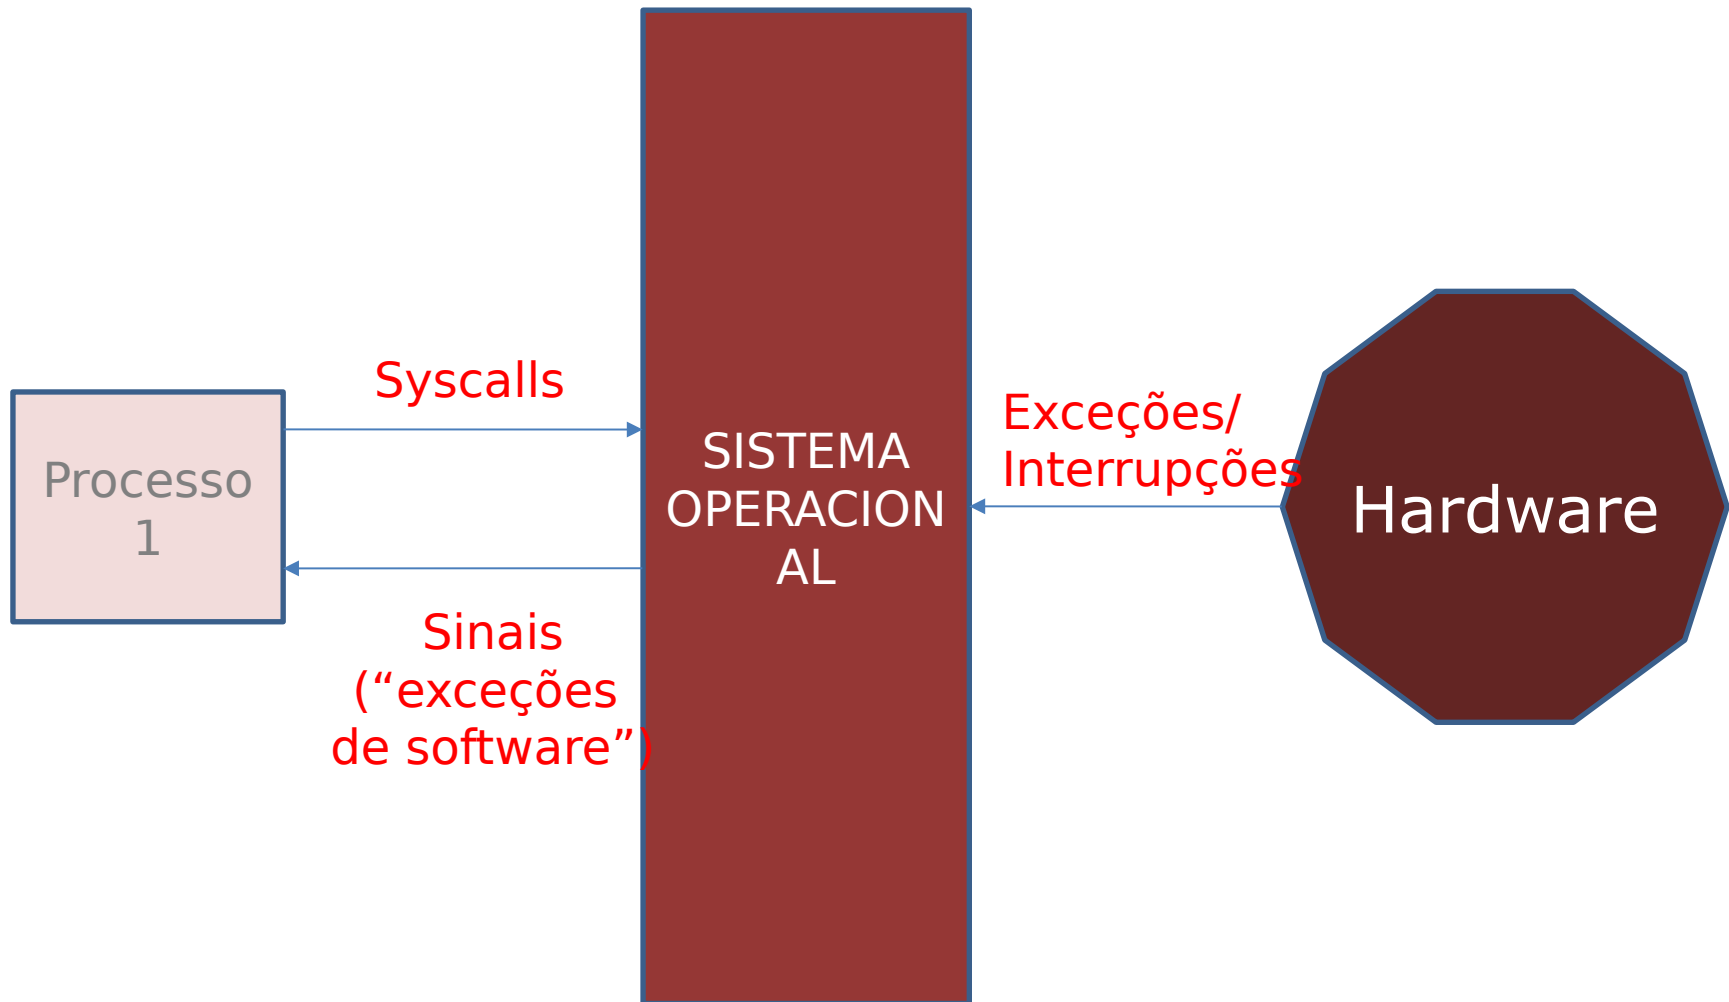 Syscalls
Processo
1
Sinais
(“exceções
de software”)
SISTEMA
OPERACION
AL
Exceções/
Interrupções
Hardware